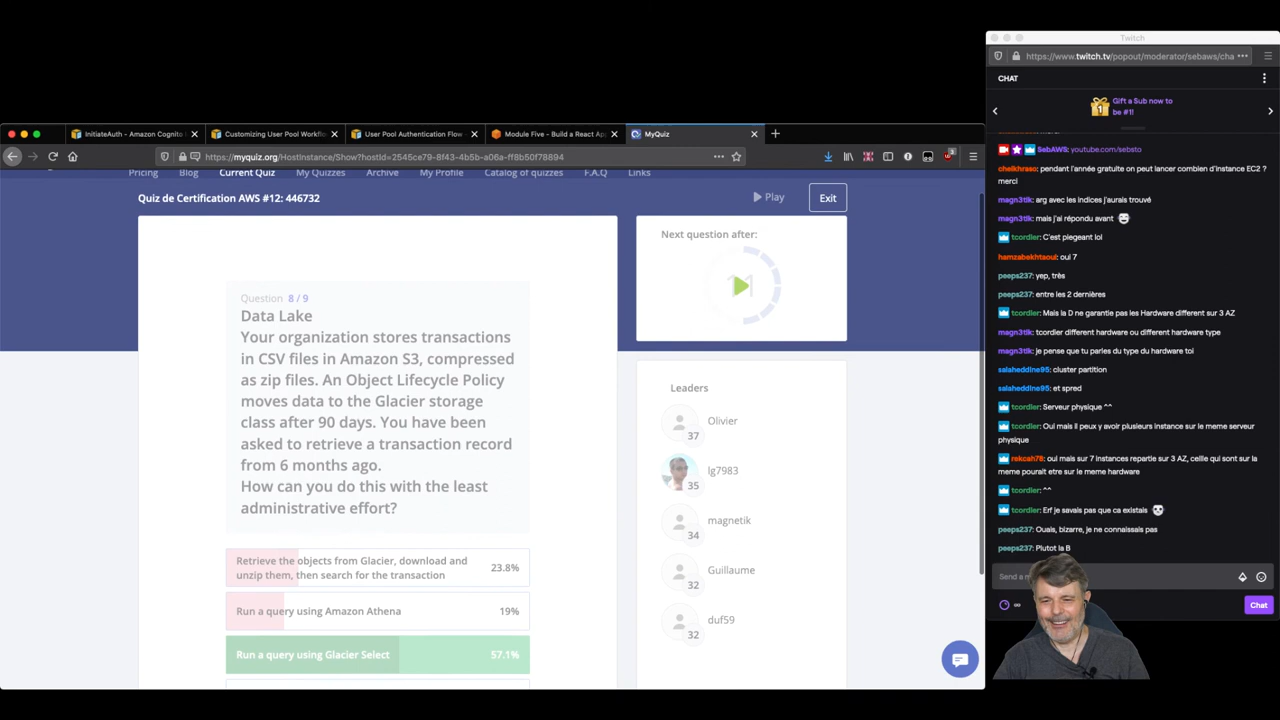 InitiateAuth - Amazon Cognito
Customizing User Pool Workfl
User Pool Authentication Flow
Module Five - Build a React Ap
MyQuiz
https://myquiz.org/HostInstance/Show?hostId=2545ce79-8f43-4b5b-a06a-ff8b50f78894
Pricing
Blog
Current Quiz
My Quizzes
Archive
My Profile
Catalog of quizzes
F.A.Q
Links
Quiz de Certification AWS #12: 446732
Play
Exit
Question 8 / 9
Data Lake
Your organization stores transactions
in CSV files in Amazon S3, compressed
as zip files. An Object Lifecycle Policy
moves data to the Glacier storage
class after 90 days. You have been
asked to retrieve a transaction record
from 6 months ago.
How can you do this with the least
administrative effort?
Retrieve the objects from Glacier, download and
unzip them, then search for the transaction
23.8%
Run a query using Amazon Athena
19%
Run a query using Glacier Select
57.1%
Next question after:
Leaders
Olivier
37
lg7983
35
magnetik
34
Guillaume
32
duf59
32
Twitch
https://www.twitch.tv/popout/moderator/sebaws/cha
CHAT
Gift a Sub now to
be #1!
SebAWS: youtube.com/sebsto
cheikhraso: pendant l'année gratuite on peut lancer combien d'instance EC2 ?
merci
magn3tik: arg avec les indices j'aurais trouvé
magn3tik: mais j'ai répondu avant
tcordier: C'est piegeant lol
hamzabekhtaoui: oui 7
peeps237: yep, très
peeps237: entre les 2 dernières
tcordier: Mais la D ne garantie pas les Hardware different sur 3 AZ
magn3tik: tcordier different hardware ou different hardware type
magn3tik: je pense que tu parles du type du hardware toi
salaheddine95: cluster partition
salaheddine95: et spred
tcordier: Serveur physique ^^
tcordier: Oui mais il peux y avoir plusieurs instance sur le meme serveur
physique
rekcah78: oui mais sur 7 instances repartie sur 3 AZ, ceille qui sont sur la
meme pourait etre sur le meme hardware
tcordier: ^^
tcordier: Erf je savais pas que ca existais
peeps237: Ouais, bizarre, je ne connaissais pas
peeps237: Plutot la B
Send a
Chat